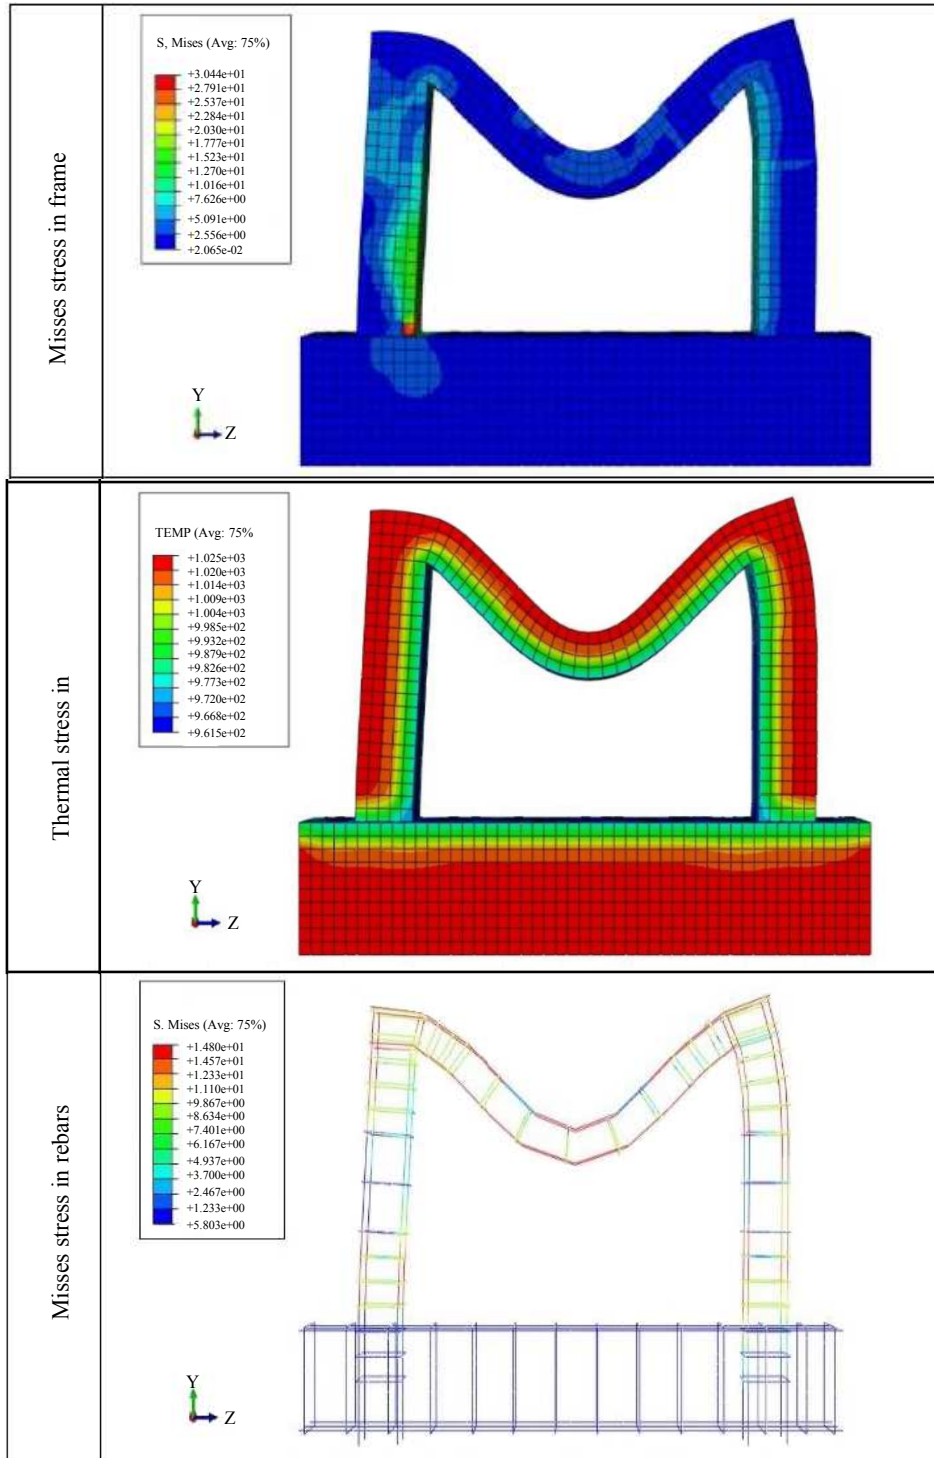 Misses stress in frame
S, Mises (Avg: 75%)
+3.044e+01
+2.791e+01
+2.537e+01
+2.284e+01
+2.030e+01
+1.777e+01
+1.523e+01
+1.270e+01
+1.016e+01
+7.626e+00
+5.091e+00
+2.556e+00
+2.065e-02
Y
Z
Thermal stress in
TEMP (Avg: 75%
+1.025e+03
+1.020e+03
+1.014e+03
+1.009e+03
+1.004e+03
+9.985e+02
+9.932e+02
+9.879e+02
+9.826e+02
+9.773e+02
+9.720e+02
+9.668e+02
+9.615e+02
Y
Z
Misses stress in rebars
S. Mises (Avg: 75%)
+1.480e+01
+1.457e+01
+1.233e+01
+1.110e+01
+9.867e+00
+8.634e+00
+7.401e+00
+6.167e+00
+4.937e+00
+3.700e+00
+2.467e+00
+1.233e+00
+5.803e+00
Y
Z